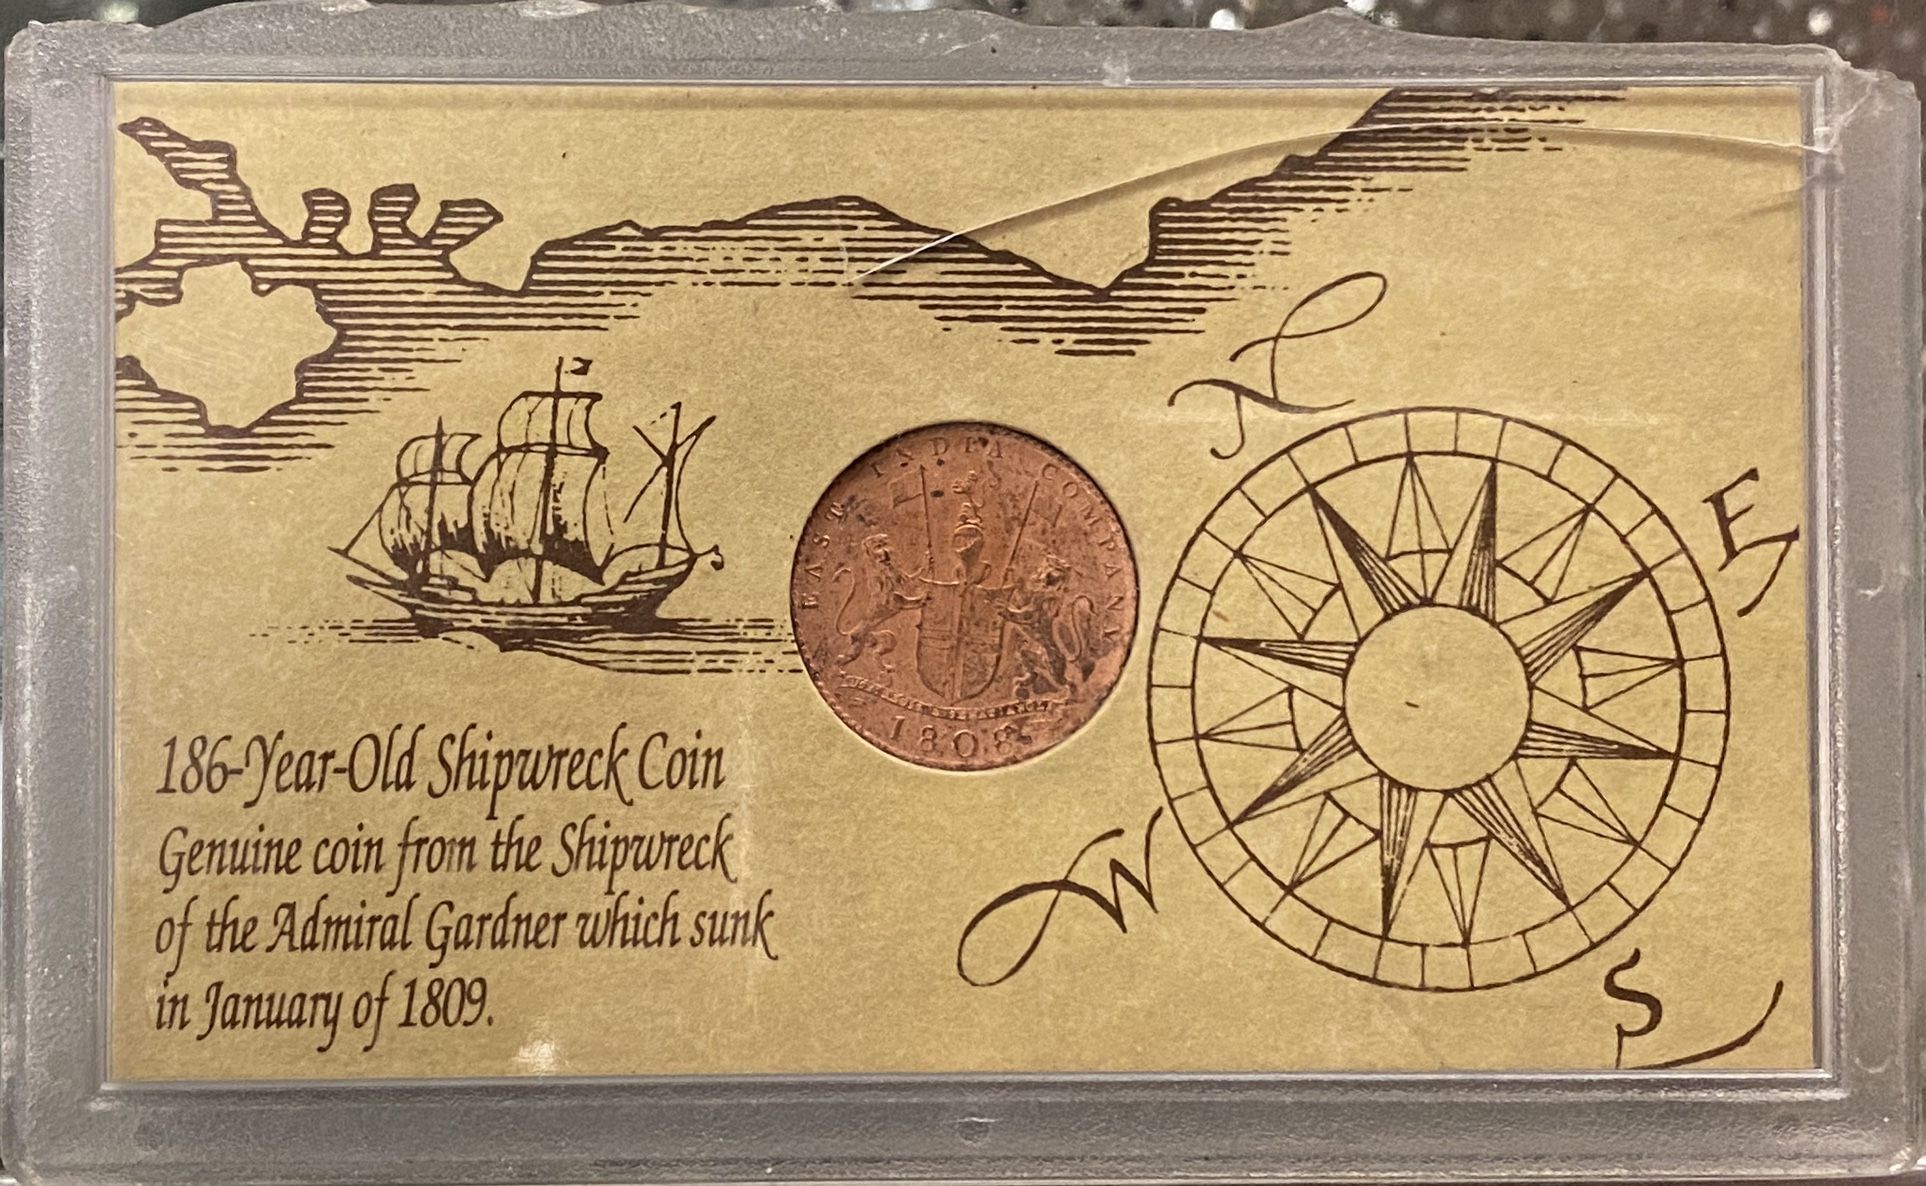 EAST INDIA COMPANY
1808
N
E
S
W
186-Year-Old Shipwreck Coin
Genuine coin from the Shipwreck
of the Admiral Gardner which sunk
in January of 1809.